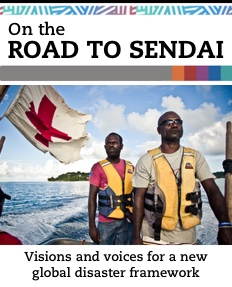 On the
ROAD TO SENDAI
Visions and voices for a new
global disaster framework